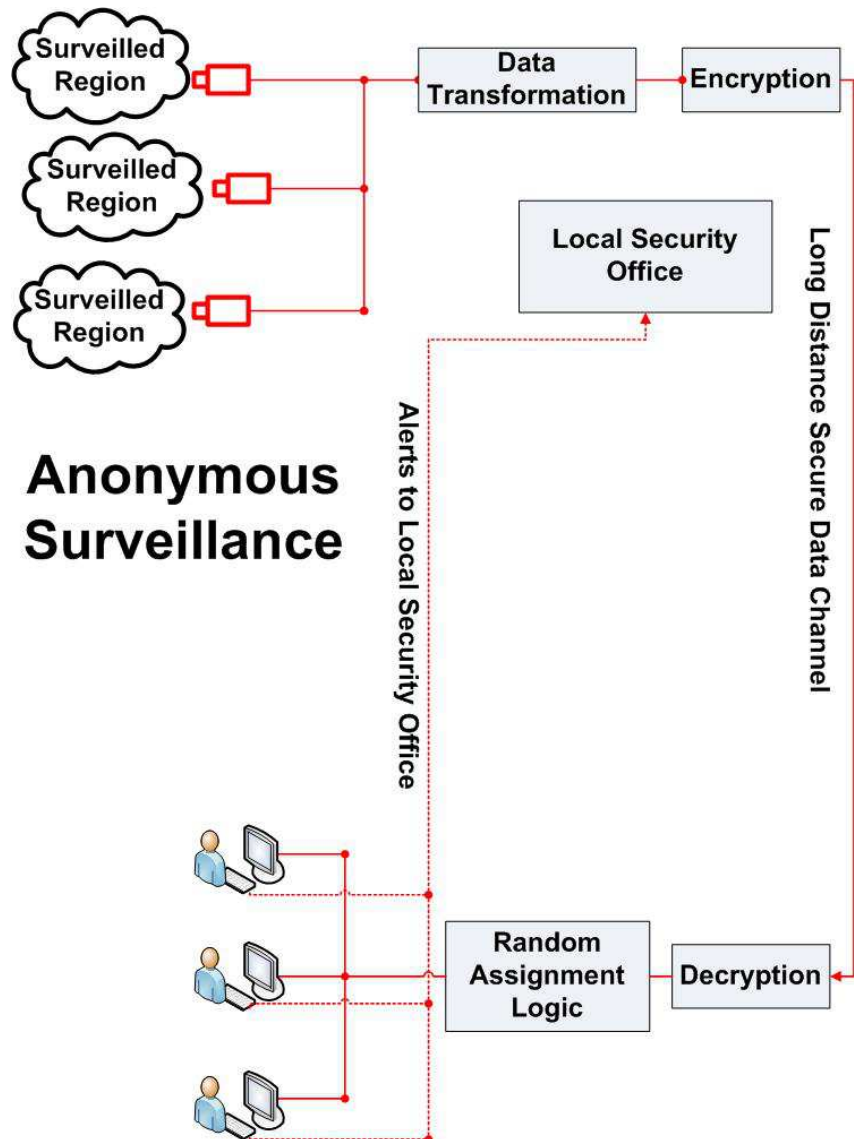 Surveilled
Region
Data
Transformation
Encryption
Surveilled
Region
Local Security
Office
Surveilled
Region
Long Distance Secure Data Channel
Alerts to Local Security Office
Anonymous
Surveillance
Random
Assignment
Logic
Decryption